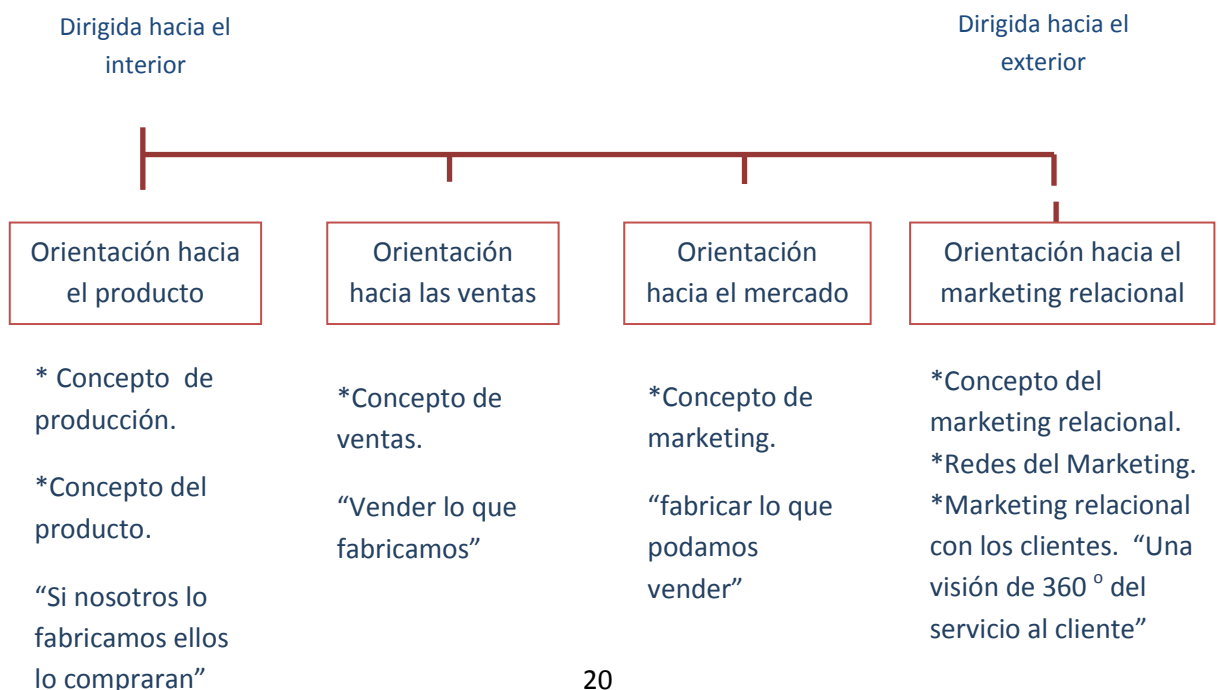 Dirigida hacia el
interior
Dirigida hacia el
exterior
Orientación hacia
el producto
Orientación
hacia las ventas
Orientación
hacia el mercado
Orientación hacia el
marketing relacional
* Concepto  de
producción.
*Concepto del
producto.
“Si nosotros lo
fabricamos ellos
lo compraran”
*Concepto de
ventas.
“Vender lo que
fabricamos”
*Concepto de
marketing.
“fabricar lo que
podamos
vender”
*Concepto del
marketing relacional.
*Redes del Marketing.
*Marketing relacional
con los clientes.  “Una
visión de 360 º del
servicio al cliente”
20